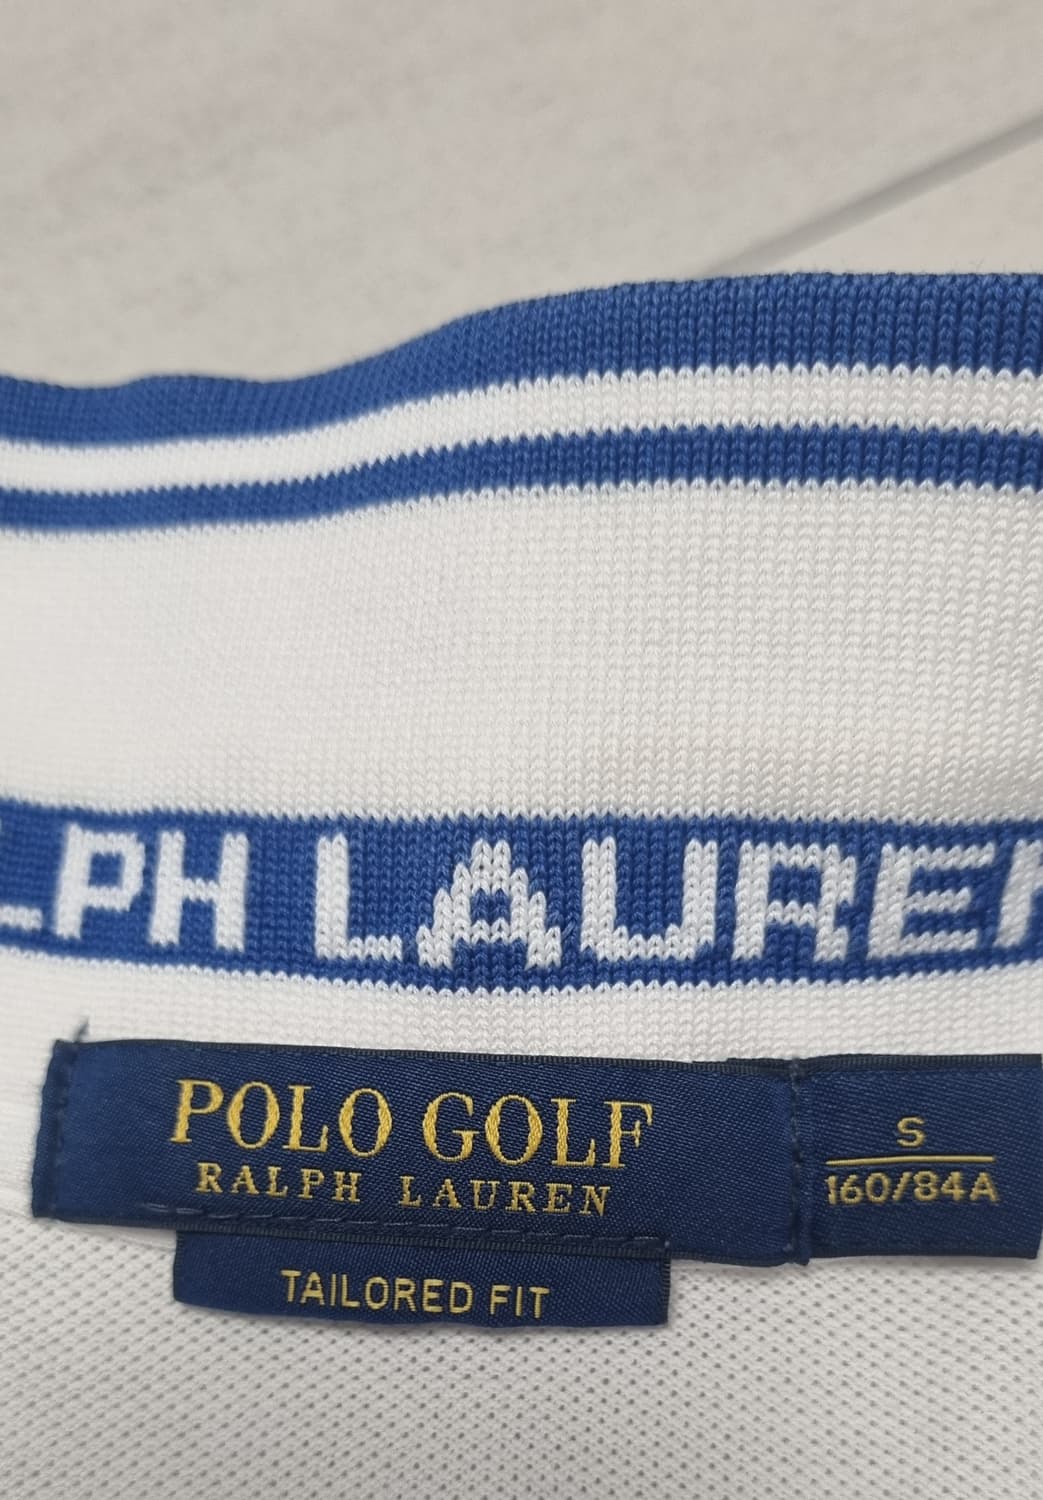 LPH LAUREN
POLO GOLF
RALPH LAUREN
S
160/84A
TAILORED FIT